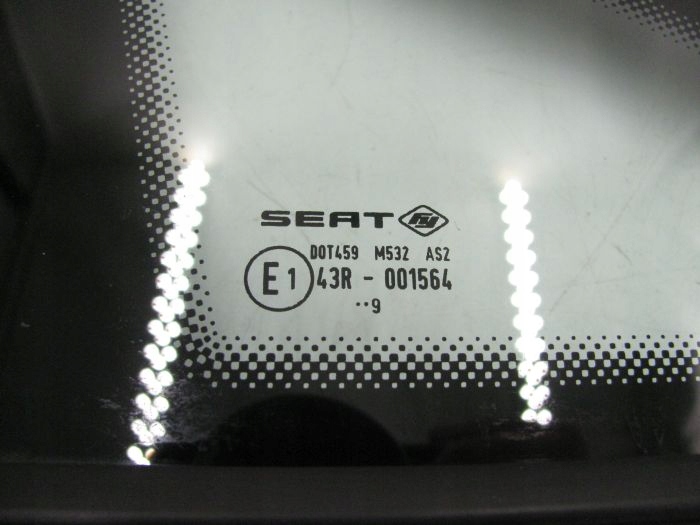 SEAT
DOT459 M532 AS2
E1 43R - 001564
··9